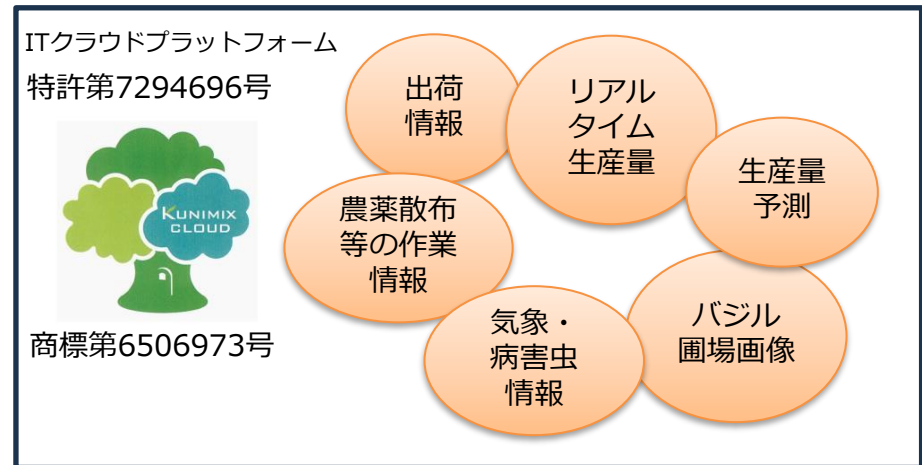 ITクラウドプラットフォーム
特許第7294696号
KUNIMIX
CLOUD
商標第6506973号
出荷
情報
リアル
タイム
生産量
生産量
予測
農薬散布
等の作業
情報
気象・
病害虫
情報
バジル
圃場画像